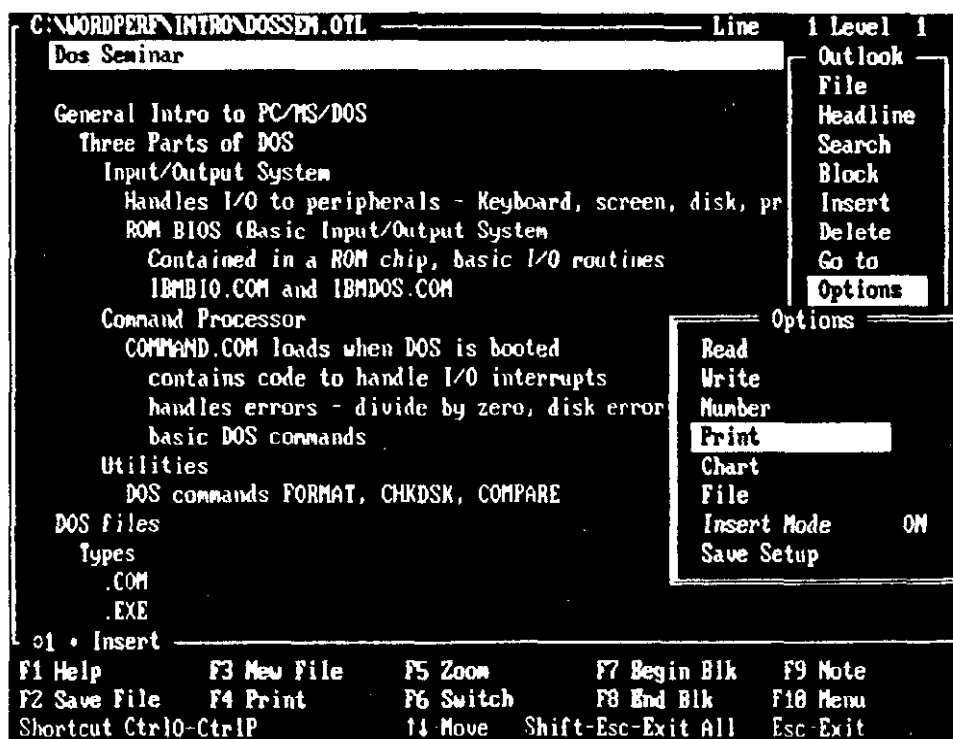 C:\WORDPERF\INTRO\DOSSEM.OTL Line 1 Level 1
Dos Seminar
General Intro to PC/MS/DOS
Three Parts of DOS
Input/Output System
Handles I/O to peripherals - Keyboard, screen, disk, pr
ROM BIOS (Basic Input/Output System
Contained in a ROM chip, basic I/O routines
IBMBIO.COM and IBMDOS.COM
Command Processor
COMMAND.COM loads when DOS is booted
contains code to handle I/O interrupts
handles errors - divide by zero, disk error
basic DOS commands
Utilities
DOS commands FORMAT, CHKDSK, COMPARE
DOS files
Types
.COM
.EXE
Outlook
File
Headline
Search
Block
Insert
Delete
Go to
Options
Options
Read
Write
Number
Print
Chart
File
Insert Mode ON
Save Setup
1 Insert
F1 Help F3 New File F5 Zoom F7 Begin Blk F9 Note
F2 Save File F4 Print F6 Switch F8 End Blk F10 Menu
Shortcut CtrlO-CtrlP ↑↓-Move Shift-Esc-Exit All Esc-Exit